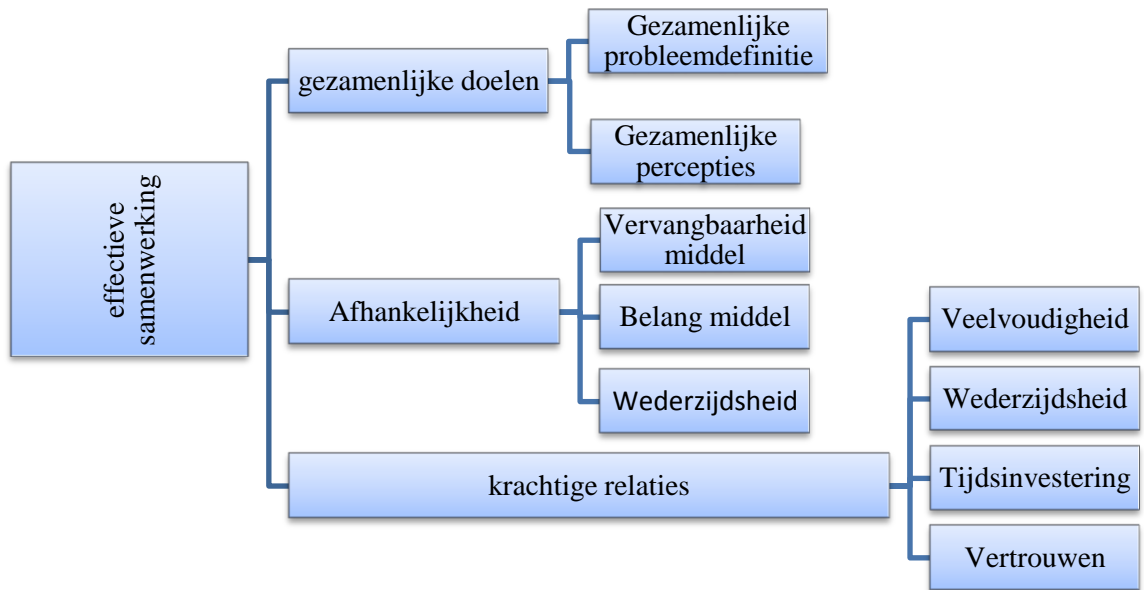 effectieve
samenwerking
gezamenlijke doelen
Gezamenlijke
probleemdefinitie
Gezamenlijke
percepties
Afhankelijkheid
Vervangbaarheid
middel
Belang middel
Wederzijdsheid
krachtige relaties
Veelvoudigheid
Wederzijdsheid
Tijdsinvestering
Vertrouwen